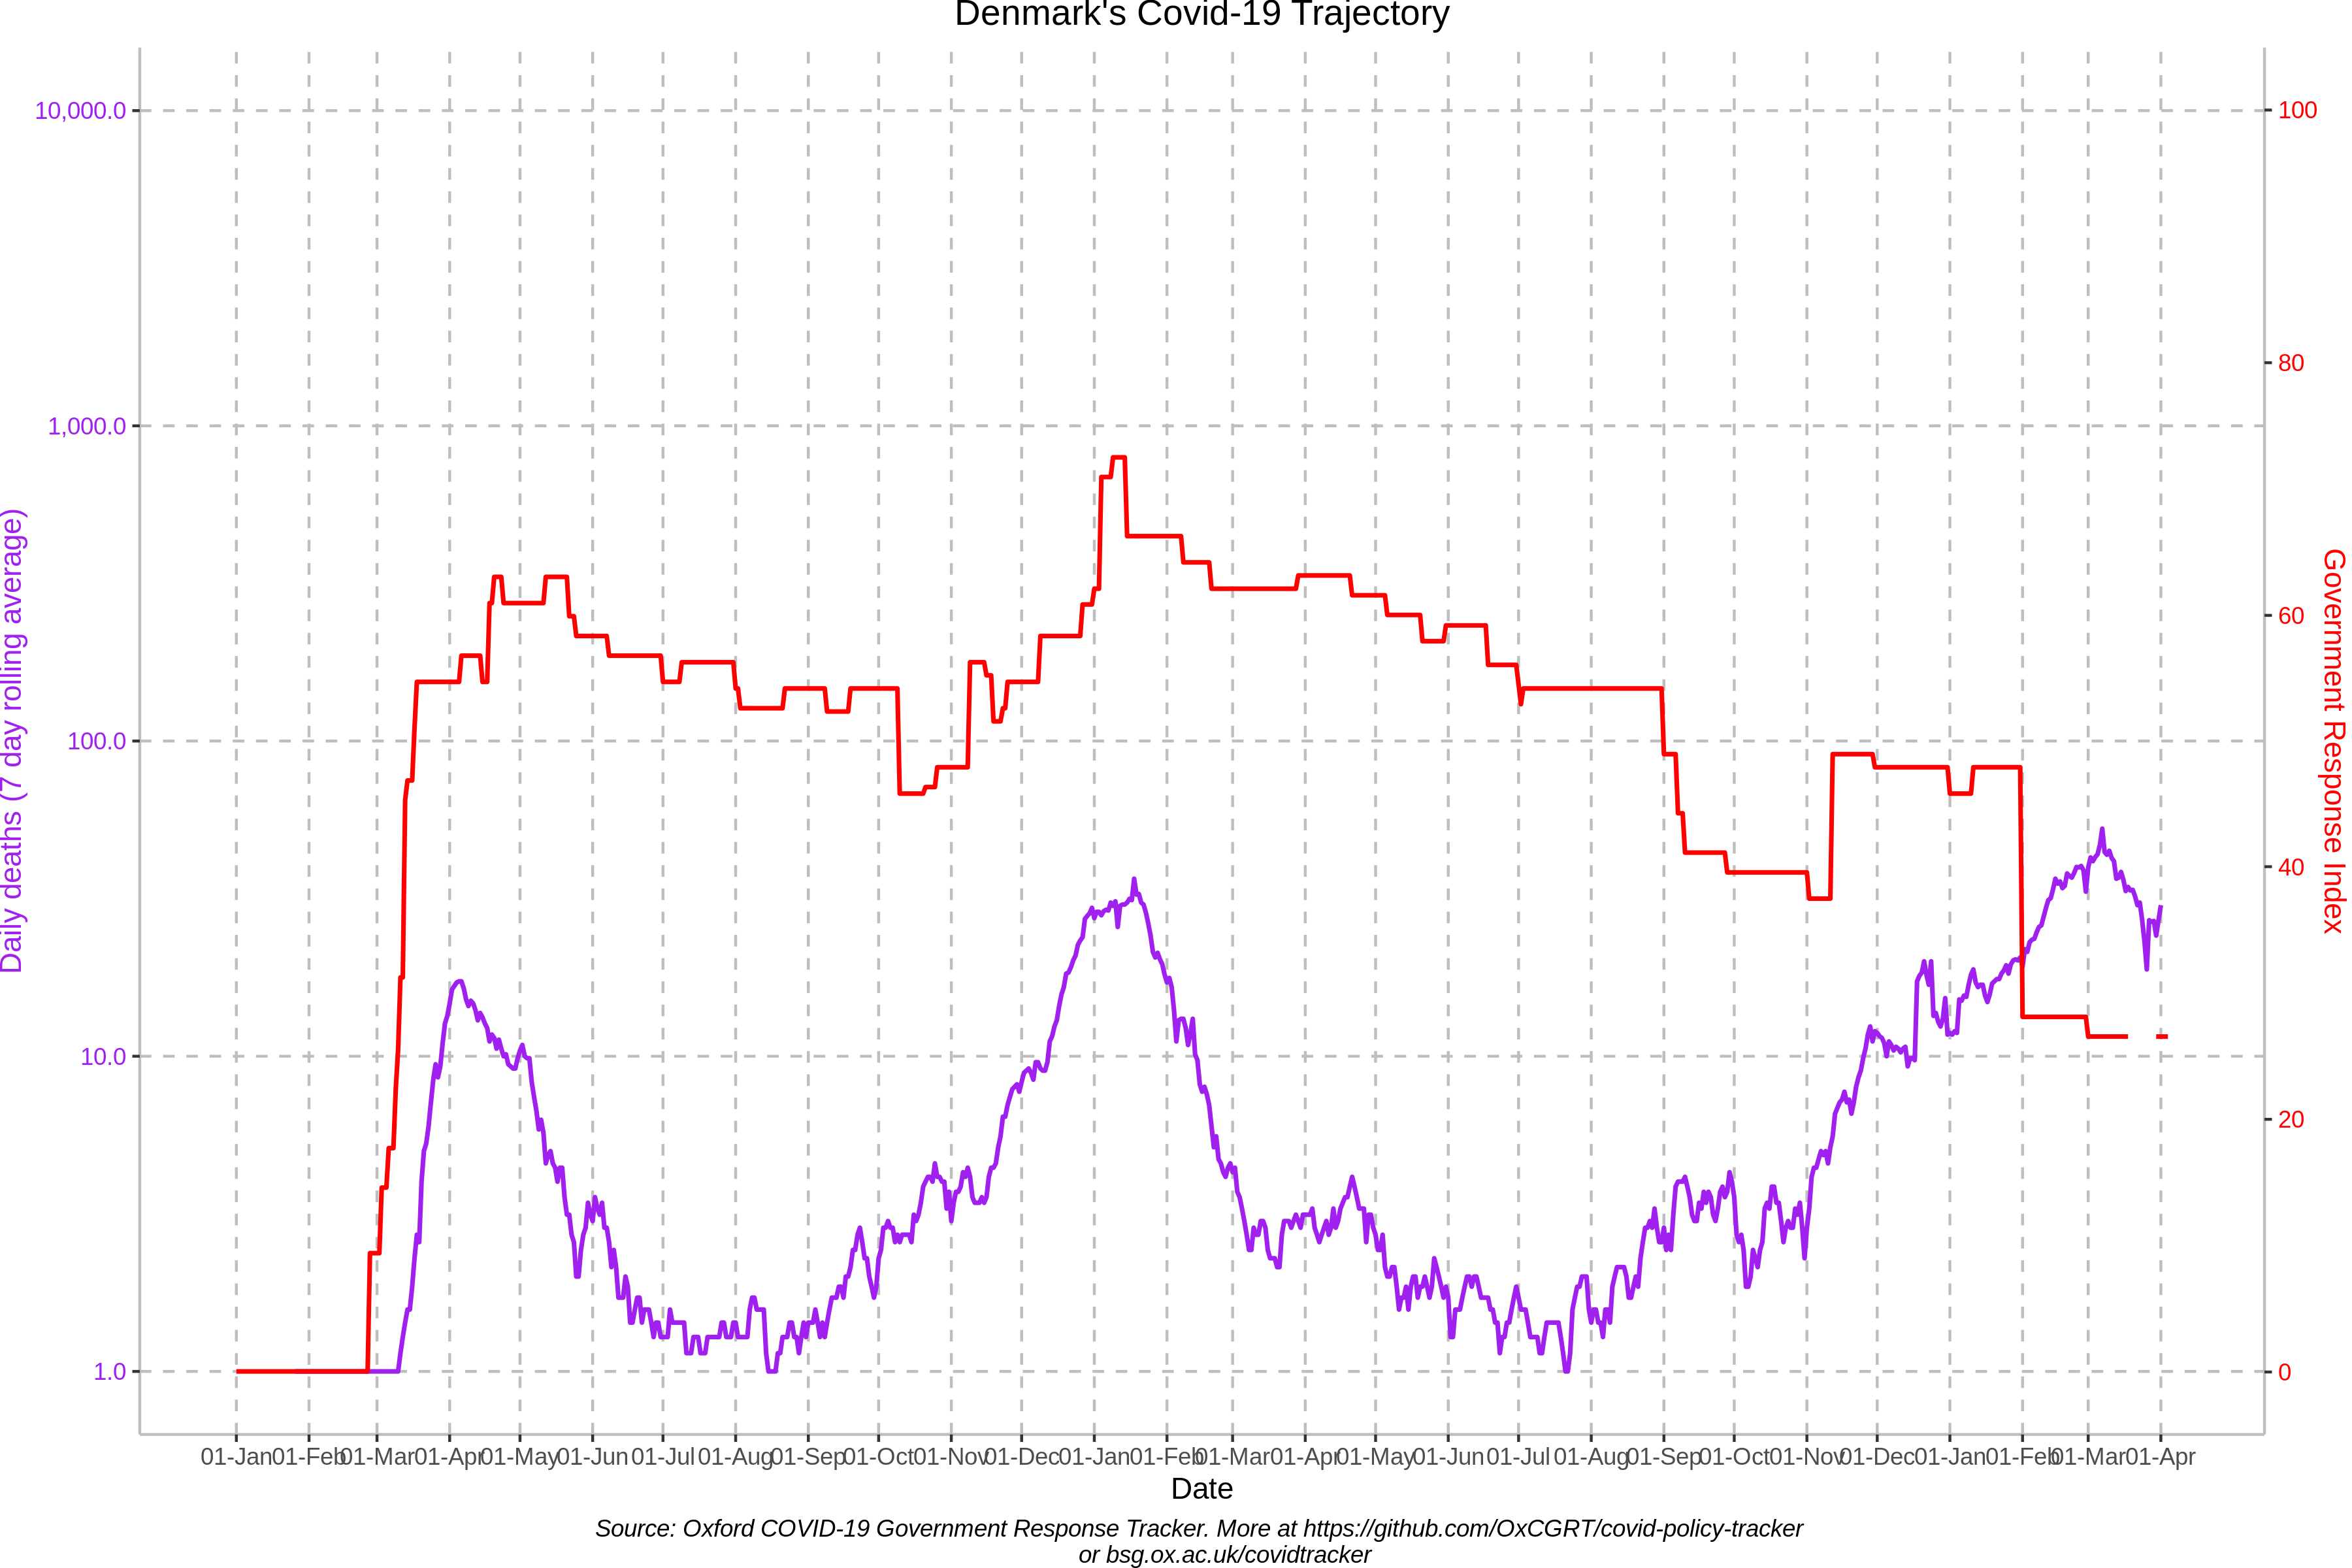 Denmark's Covid-19 Trajectory
10,000.0
1,000.0
100.0
10.0
1.0
Daily deaths (7 day rolling average)
100
80
60
40
20
0
Government Response Index
01-Jan 01-Feb 01-Mar 01-Apr 01-May 01-Jun 01-Jul 01-Aug 01-Sep 01-Oct 01-Nov 01-Dec 01-Jan 01-Feb 01-Mar 01-Apr 01-May 01-Jun 01-Jul 01-Aug 01-Sep 01-Oct 01-Nov 01-Dec 01-Jan 01-Feb 01-Mar 01-Apr
Date
Source: Oxford COVID-19 Government Response Tracker. More at https://github.com/OxCGRT/covid-policy-tracker
or bsg.ox.ac.uk/covidtracker